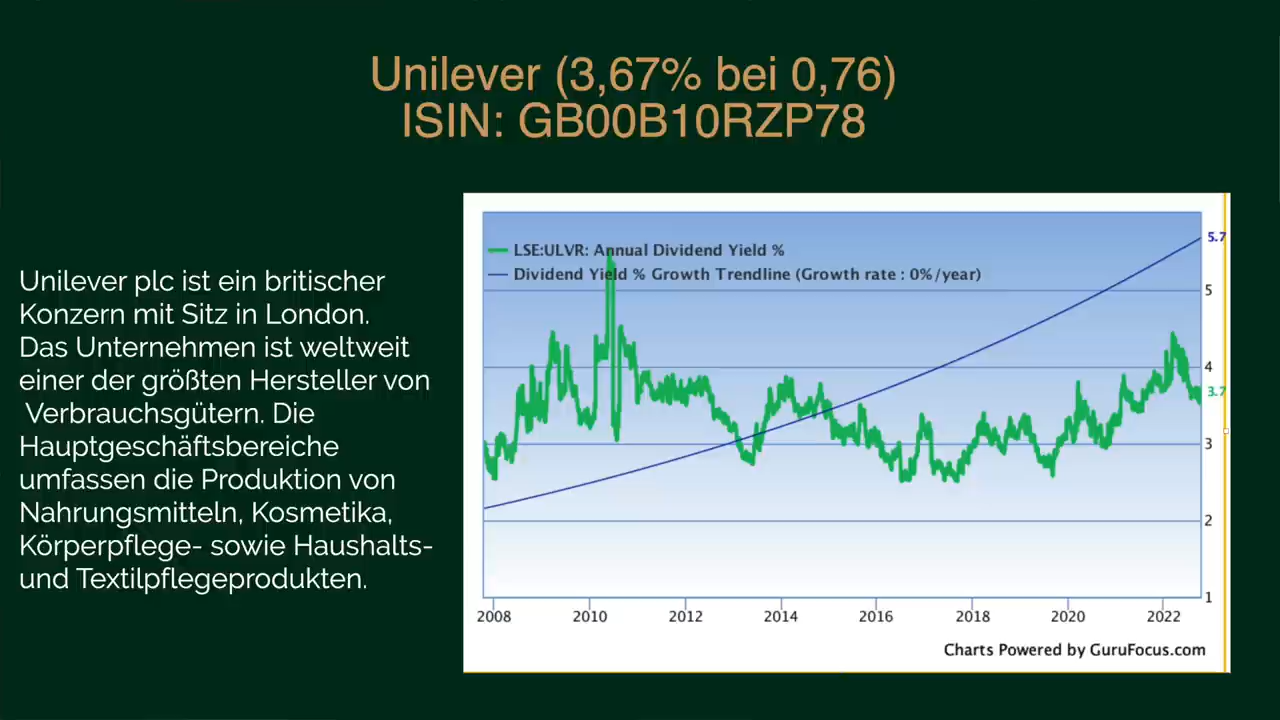 Unilever (3,67% bei 0,76)
ISIN: GB00B10RZP78
Unilever plc ist ein britischer
Konzern mit Sitz in London.
Das Unternehmen ist weltweit
einer der größten Hersteller von
Verbrauchsgütern. Die
Hauptgeschäftsbereiche
umfassen die Produktion von
Nahrungsmitteln, Kosmetika,
Körperpflege- sowie Haushalts-
und Textilpflegeprodukten.
LSE:ULVR: Annual Dividend Yield %
Dividend Yield % Growth Trendline (Growth rate : 0%/year)
5.7
5
4
3.7
3
2
1
2008 2010 2012 2014 2016 2018 2020 2022
Charts Powered by GuruFocus.com